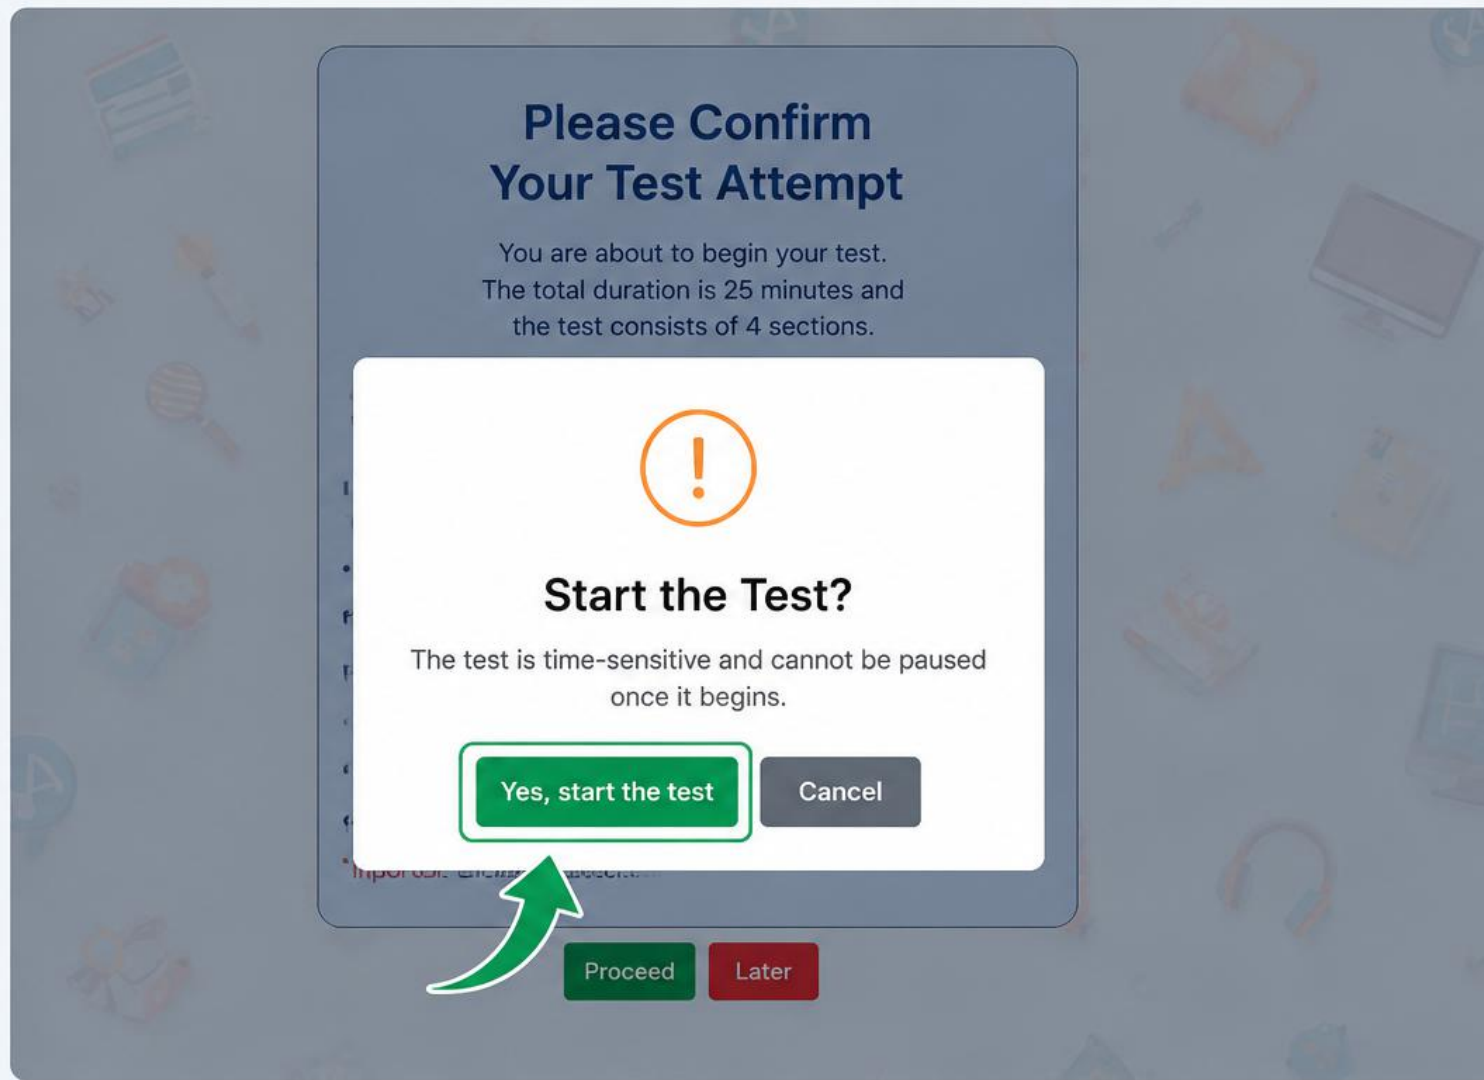 Please Confirm
Your Test Attempt
You are about to begin your test.
The total duration is 25 minutes and
the test consists of 4 sections.
Start the Test?
The test is time-sensitive and cannot be paused
once it begins.
Yes, start the test
Cancel
Proceed
Later